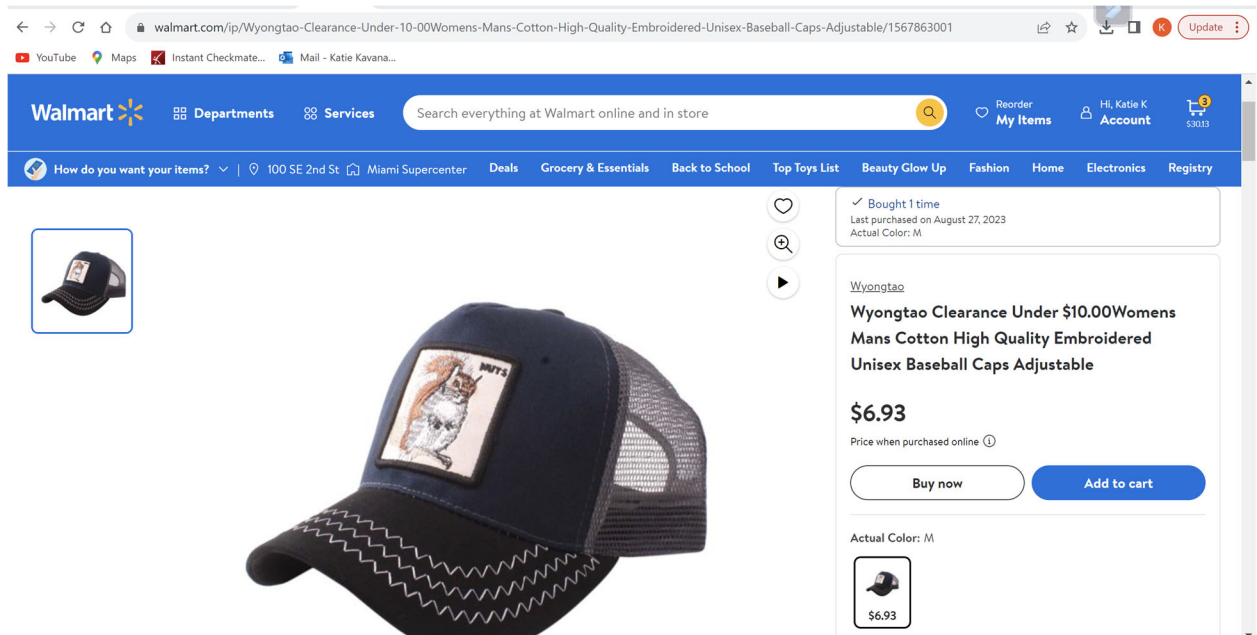 walmart.com/ip/Wyongtao-Clearance-Under-10-00Womens-Mans-Cotton-High-Quality-Embroidered-Unisex-Baseball-Caps-Adjustable/1567863001
K
Update
YouTube
Maps
Instant Checkmate...
Mail - Katie Kavana...
Walmart
Departments
Services
Search everything at Walmart online and in store
Reorder
My Items
Hi, Katie K
Account
3
$30.13
How do you want your items?
100 SE 2nd St
Miami Supercenter
Deals
Grocery & Essentials
Back to School
Top Toys List
Beauty Glow Up
Fashion
Home
Electronics
Registry
Bought 1 time
Last purchased on August 27, 2023
Actual Color: M
NUTS
Wyongtao
Wyongtao Clearance Under $10.00Womens
Mans Cotton High Quality Embroidered
Unisex Baseball Caps Adjustable
$6.93
Price when purchased online
Buy now
Add to cart
Actual Color: M
$6.93